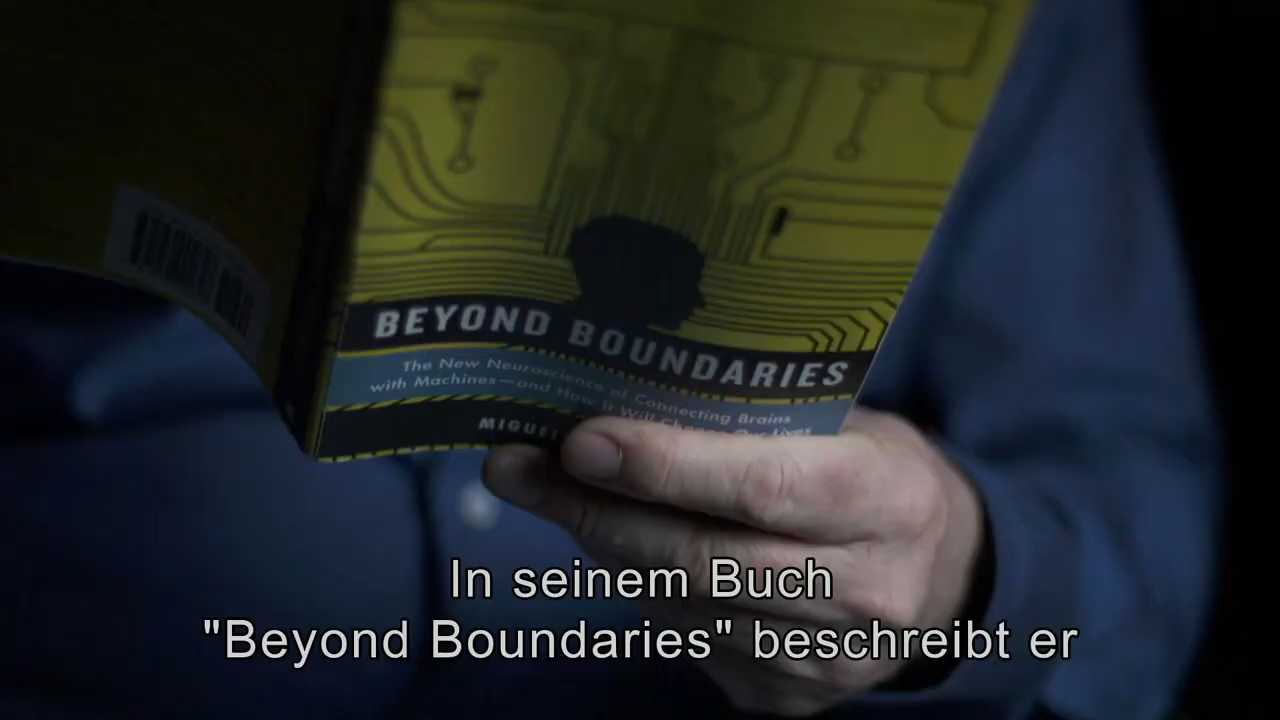 BEYOND BOUNDARIES
The New Neuroscience of Connecting Brains
with Machines—and How It Will Change Our Lives
In seinem Buch
"Beyond Boundaries" beschreibt er